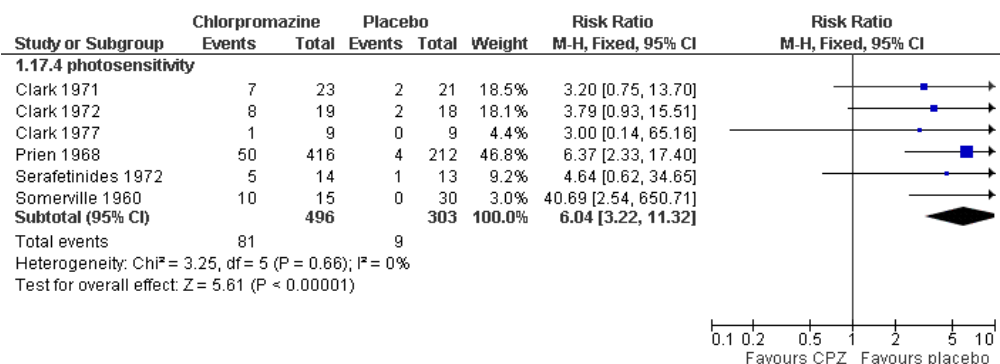 Chlorpromazine Placebo Risk Ratio Risk Ratio
Study or Subgroup Events Total Events Total Weight M-H, Fixed, 95% CI M-H, Fixed, 95% CI
1.17.4 photosensitivity
Clark 1971 7 23 2 21 18.5% 3.20 [0.75, 13.70]
Clark 1972 8 19 2 18 18.1% 3.79 [0.93, 15.51]
Clark 1977 1 9 0 9 4.4% 3.00 [0.14, 65.16]
Prien 1968 50 416 4 212 46.8% 6.37 [2.33, 17.40]
Serafetinides 1972 5 14 1 13 9.2% 4.64 [0.62, 34.65]
Somerville 1960 10 15 0 30 3.0% 40.69 [2.54, 650.71]
Subtotal (95% CI) 496 303 100.0% 6.04 [3.22, 11.32]
Total events 81 9
Heterogeneity: Chi² = 3.25, df = 5 (P = 0.66); I² = 0%
Test for overall effect: Z = 5.61 (P < 0.00001)
0.1 0.2 0.5 1 2 5 10
Favours CPZ Favours placebo